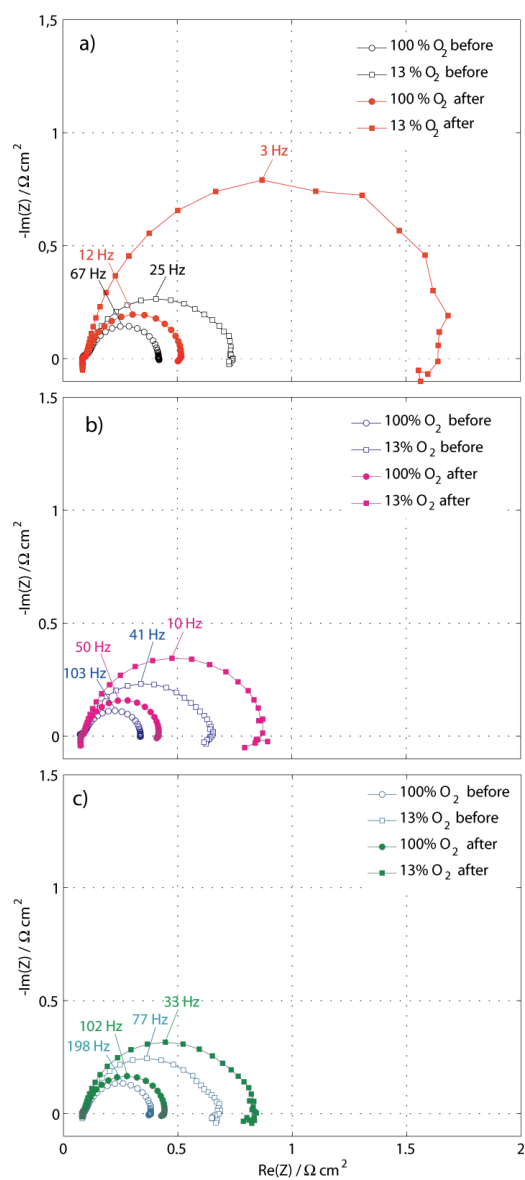 1,5
a)
100 % O2 before
13 % O2 before
100 % O2 after
13 % O2 after
1
-Im(Z) / Ω cm2
3 Hz
0,5
12 Hz
67 Hz
25 Hz
0
1.5
b)
100% O2 before
13% O2 before
100% O2 after
13% O2 after
1
-Im(Z) / Ω cm2
0.5
50 Hz
41 Hz
10 Hz
103 Hz
0
1.5
c)
100% O2 before
13% O2 before
100% O2 after
13% O2 after
1
-Im(Z) / Ω cm2
0.5
102 Hz
77 Hz
33 Hz
198 Hz
0
0
0.5
1
1.5
2
Re(Z) / Ω cm2